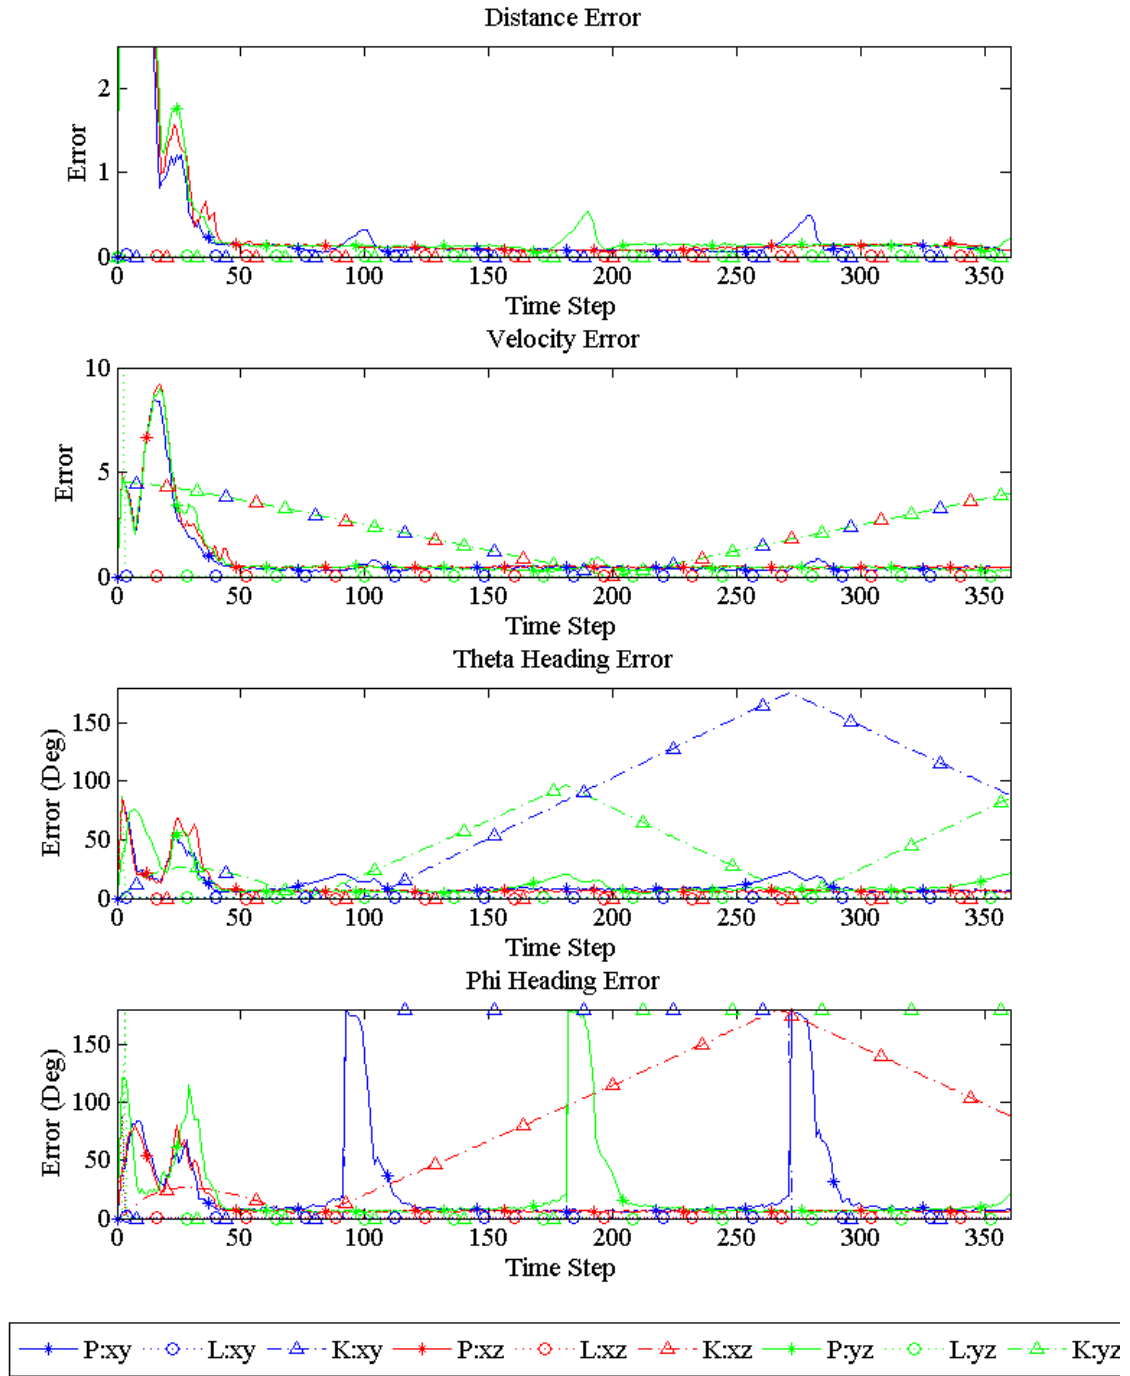 Distance Error
2
1
0
Error
0 50 100 150 200 250 300 350
Time Step
Velocity Error
10
5
0
Error
0 50 100 150 200 250 300 350
Time Step
Theta Heading Error
150
100
50
0
Error (Deg)
0 50 100 150 200 250 300 350
Time Step
Phi Heading Error
150
100
50
0
Error (Deg)
0 50 100 150 200 250 300 350
Time Step
P:xy L:xy K:xy P:xz L:xz K:xz P:yz L:yz K:yz